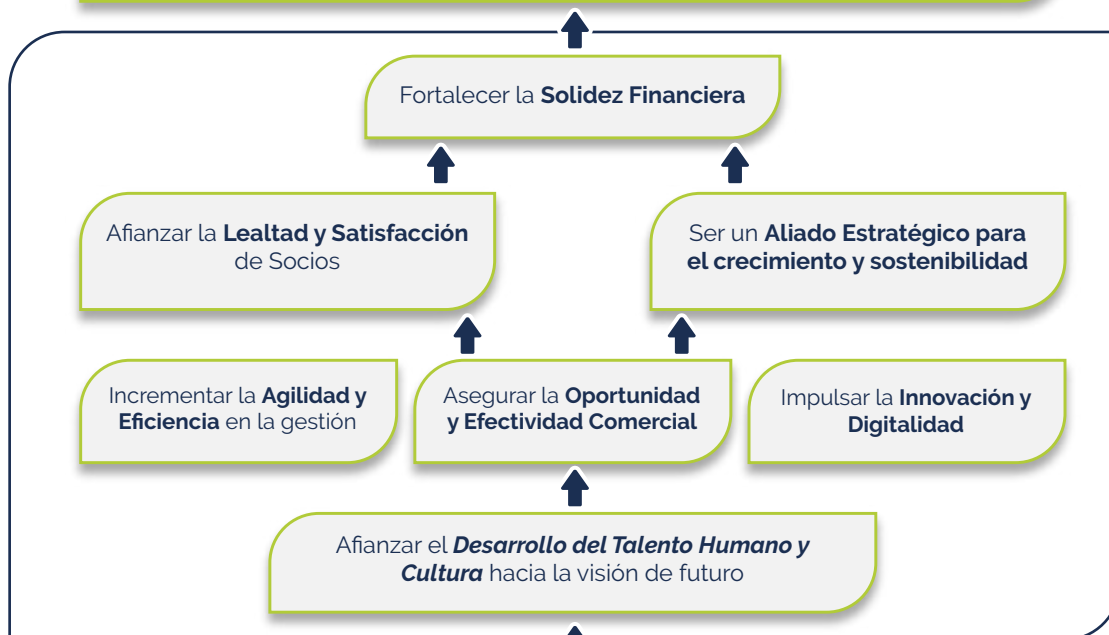 Fortalecer la Solidez Financiera
Afianzar la Lealtad y Satisfacción
de Socios
Ser un Aliado Estratégico para
el crecimiento y sostenibilidad
Incrementar la Agilidad y
Eficiencia en la gestión
Asegurar la Oportunidad
y Efectividad Comercial
Impulsar la Innovación y
Digitalidad
Afianzar el Desarrollo del Talento Humano y
Cultura hacia la visión de futuro